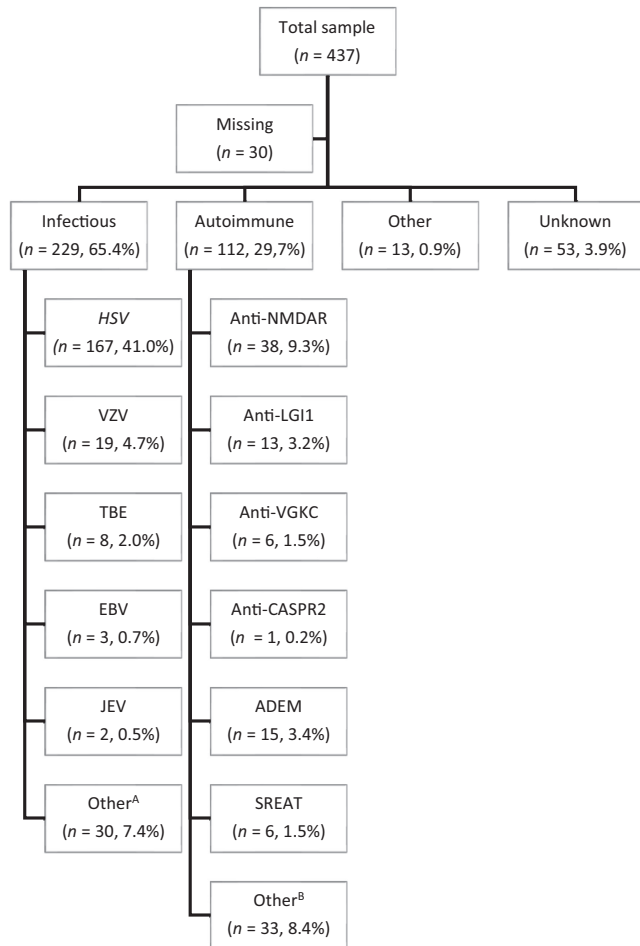 Total sample
(n = 437)
Missing
(n = 30)
Infectious
(n = 229, 65.4%)
Autoimmune
(n = 112, 29,7%)
Other
(n = 13, 0.9%)
Unknown
(n = 53, 3.9%)
HSV
(n = 167, 41.0%)
VZV
(n = 19, 4.7%)
TBE
(n = 8, 2.0%)
EBV
(n = 3, 0.7%)
JEV
(n = 2, 0.5%)
Otherᴬ
(n = 30, 7.4%)
Anti-NMDAR
(n = 38, 9.3%)
Anti-LGI1
(n = 13, 3.2%)
Anti-VGKC
(n = 6, 1.5%)
Anti-CASPR2
(n = 1, 0.2%)
ADEM
(n = 15, 3.4%)
SREAT
(n = 6, 1.5%)
Otherᴮ
(n = 33, 8.4%)